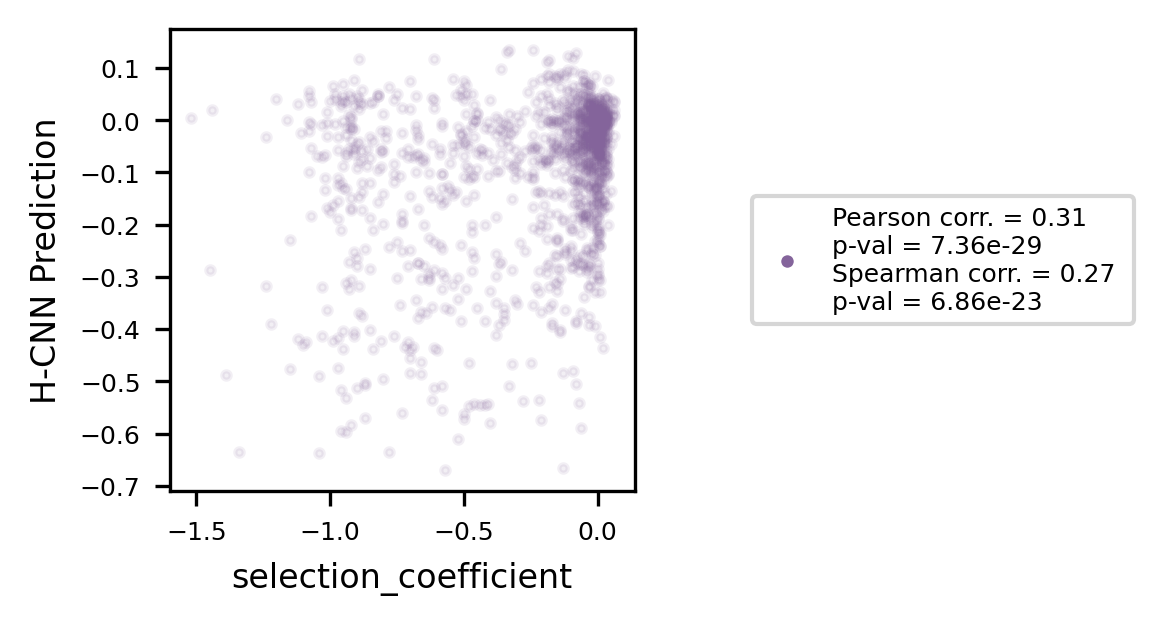 0.1
0.0
−0.1
−0.2
−0.3
−0.4
−0.5
−0.6
−0.7
H-CNN Prediction
−1.5
−1.0
−0.5
0.0
selection_coefficient
Pearson corr. = 0.31
p-val = 7.36e-29
Spearman corr. = 0.27
p-val = 6.86e-23